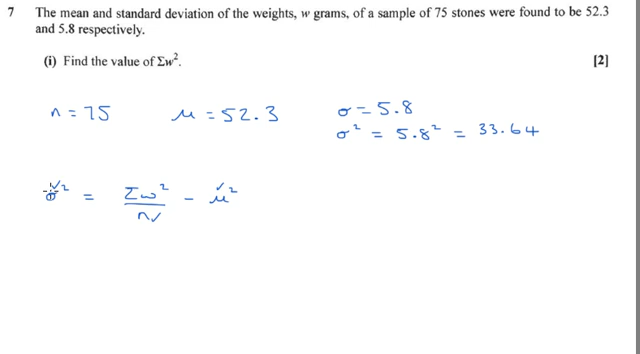 7 The mean and standard deviation of the weights, w grams, of a sample of 75 stones were found to be 52.3
and 5.8 respectively.
(i) Find the value of Σw². [2]
n = 75 μ = 52.3 σ = 5.8
σ² = 5.8² = 33.64
σ² = Σw²/n - μ²